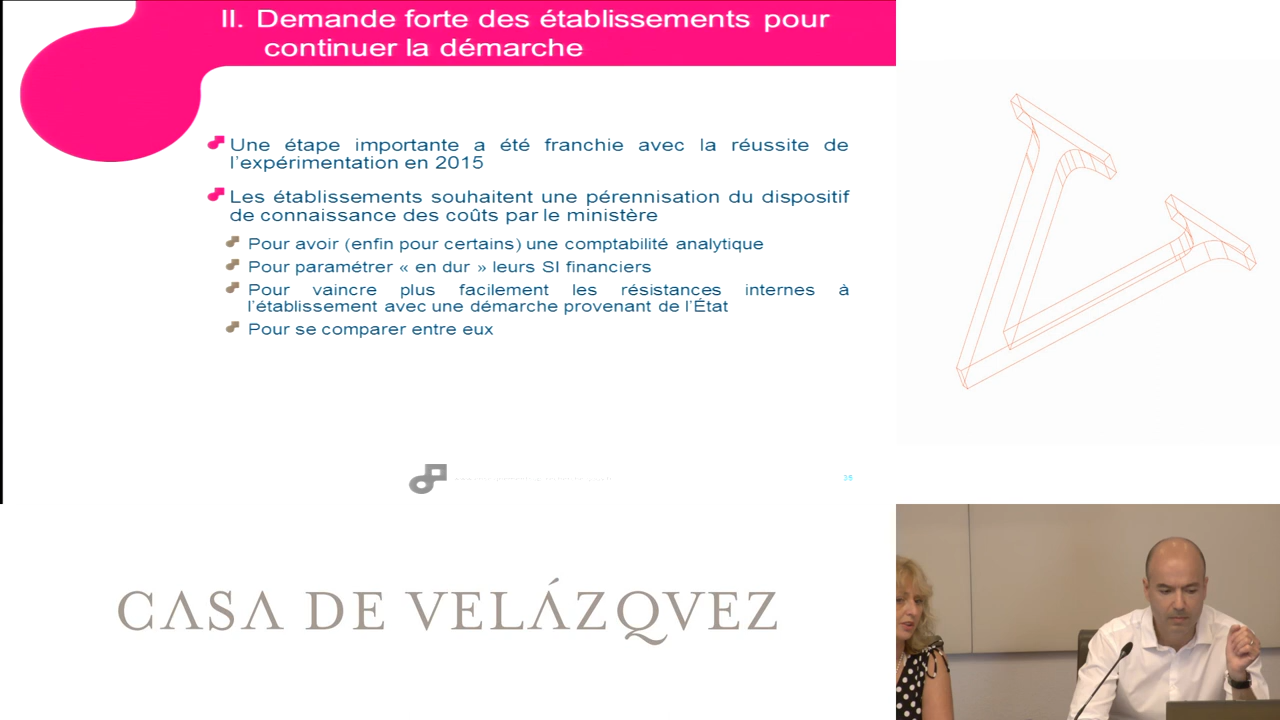 II. Demande forte des établissements pour
continuer la démarche
Une étape importante a été franchie avec la réussite de
l'expérimentation en 2015
Les établissements souhaitent une pérennisation du dispositif
de connaissance des coûts par le ministère
Pour avoir (enfin pour certains) une comptabilité analytique
Pour paramétrer « en dur » leurs SI financiers
Pour vaincre plus facilement les résistances internes à
l'établissement avec une démarche provenant de l'État
Pour se comparer entre eux
CASA DE VELÁZQVEZ